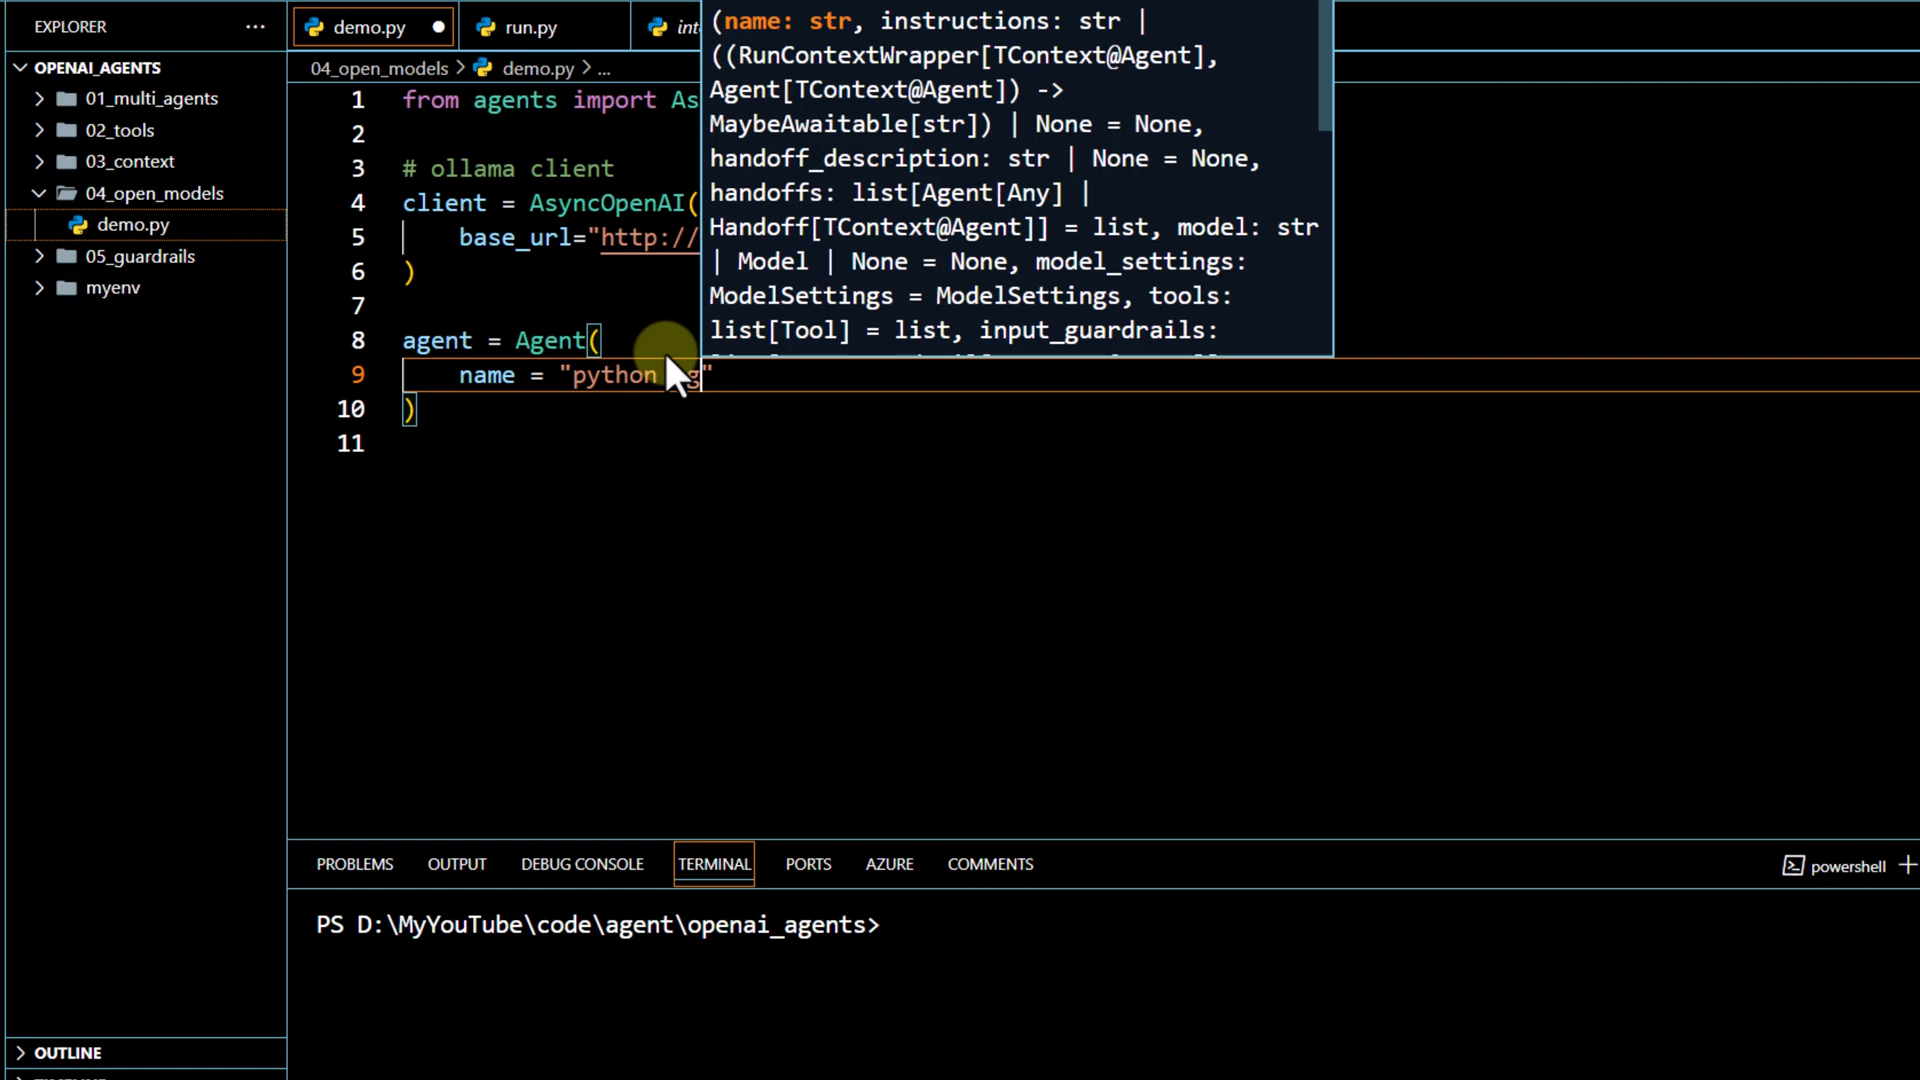 EXPLORER
OPENAI_AGENTS
01_multi_agents
02_tools
03_context
04_open_models
demo.py
05_guardrails
myenv
OUTLINE
demo.py
run.py
04_open_models > demo.py > ...
1 from agents import As
2
3 # ollama client
4 client = AsyncOpenAI(
5 base_url="http://
6 )
7
8 agent = Agent(
9 name = "python g"
10 )
11
(name: str, instructions: str |
((RunContextWrapper[TContext@Agent],
Agent[TContext@Agent]) ->
MaybeAwaitable[str]) | None = None,
handoff_description: str | None = None,
handoffs: list[Agent[Any] |
Handoff[TContext@Agent]] = list, model: str
| Model | None = None, model_settings:
ModelSettings = ModelSettings, tools:
list[Tool] = list, input_guardrails:
PROBLEMS OUTPUT DEBUG CONSOLE TERMINAL PORTS AZURE COMMENTS
powershell
PS D:\MyYouTube\code\agent\openai_agents>